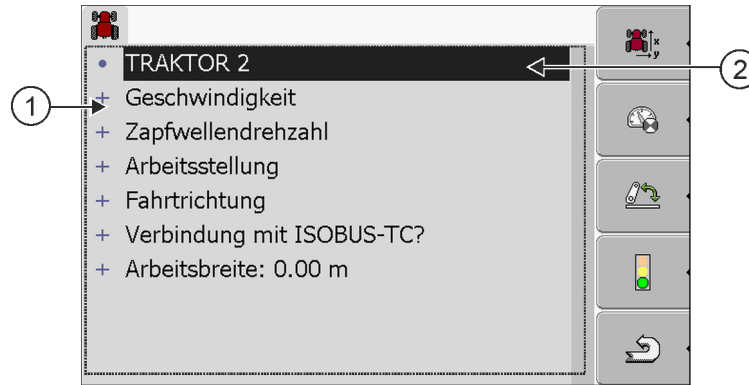 TRAKTOR 2
+ Geschwindigkeit
+ Zapfwellendrehzahl
+ Arbeitsstellung
+ Fahrtrichtung
+ Verbindung mit ISOBUS-TC?
+ Arbeitsbreite: 0.00 m
x
y
1
2